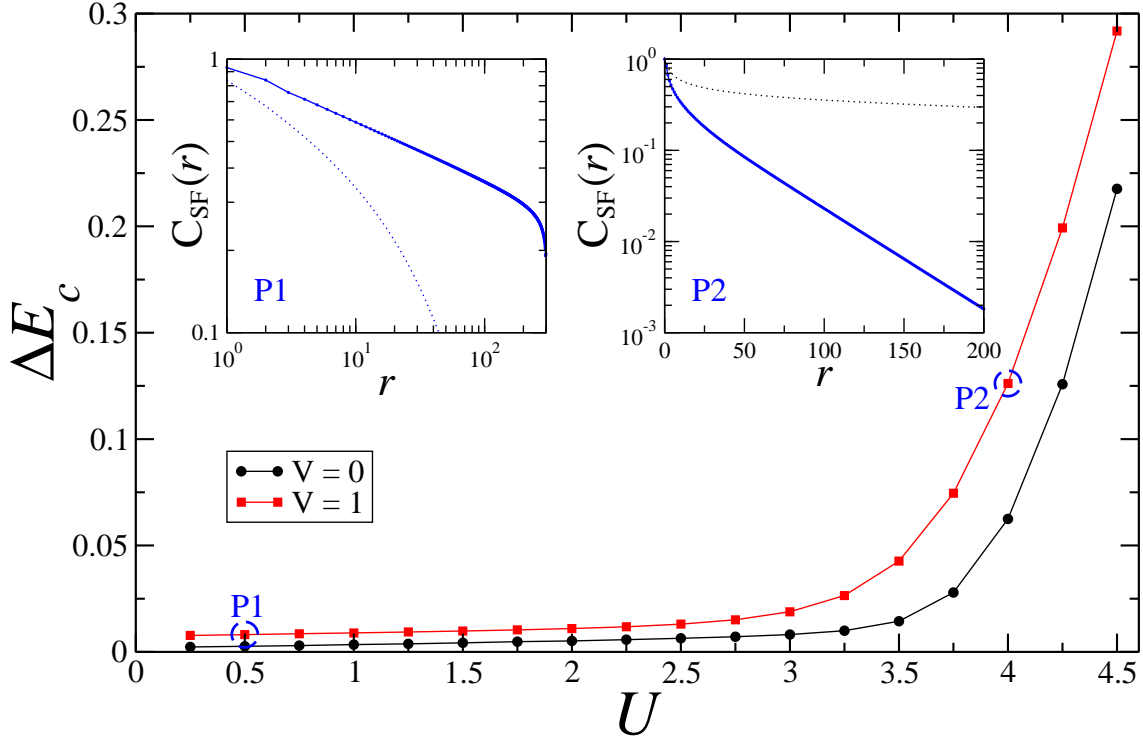 0.3
0.25
0.2
0.15
0.1
0.05
0
ΔE_c
0 0.5 1 1.5 2 2.5 3 3.5 4 4.5
U
1
0.1
C_SF(r)
P1
10^0 10^1 10^2
r
10^0
10^-1
10^-2
10^-3
C_SF(r)
P2
0 50 100 150 200
r
V = 0
V = 1
P1
P2